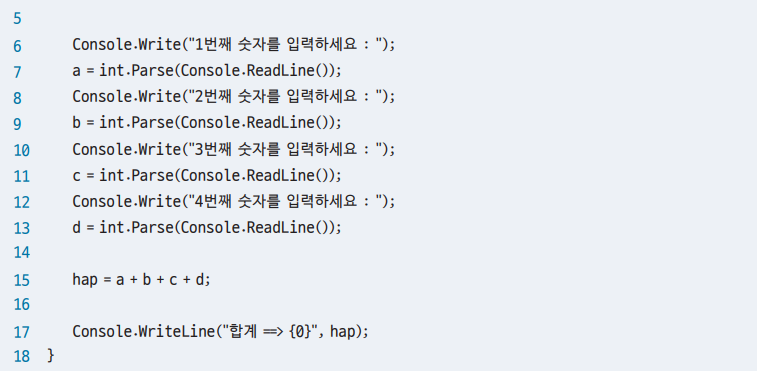 5
6 Console.Write("1번째 숫자를 입력하세요 : ");
7 a = int.Parse(Console.ReadLine());
8 Console.Write("2번째 숫자를 입력하세요 : ");
9 b = int.Parse(Console.ReadLine());
10 Console.Write("3번째 숫자를 입력하세요 : ");
11 c = int.Parse(Console.ReadLine());
12 Console.Write("4번째 숫자를 입력하세요 : ");
13 d = int.Parse(Console.ReadLine());
14
15 hap = a + b + c + d;
16
17 Console.WriteLine("합계 ==> {0}", hap);
18 }